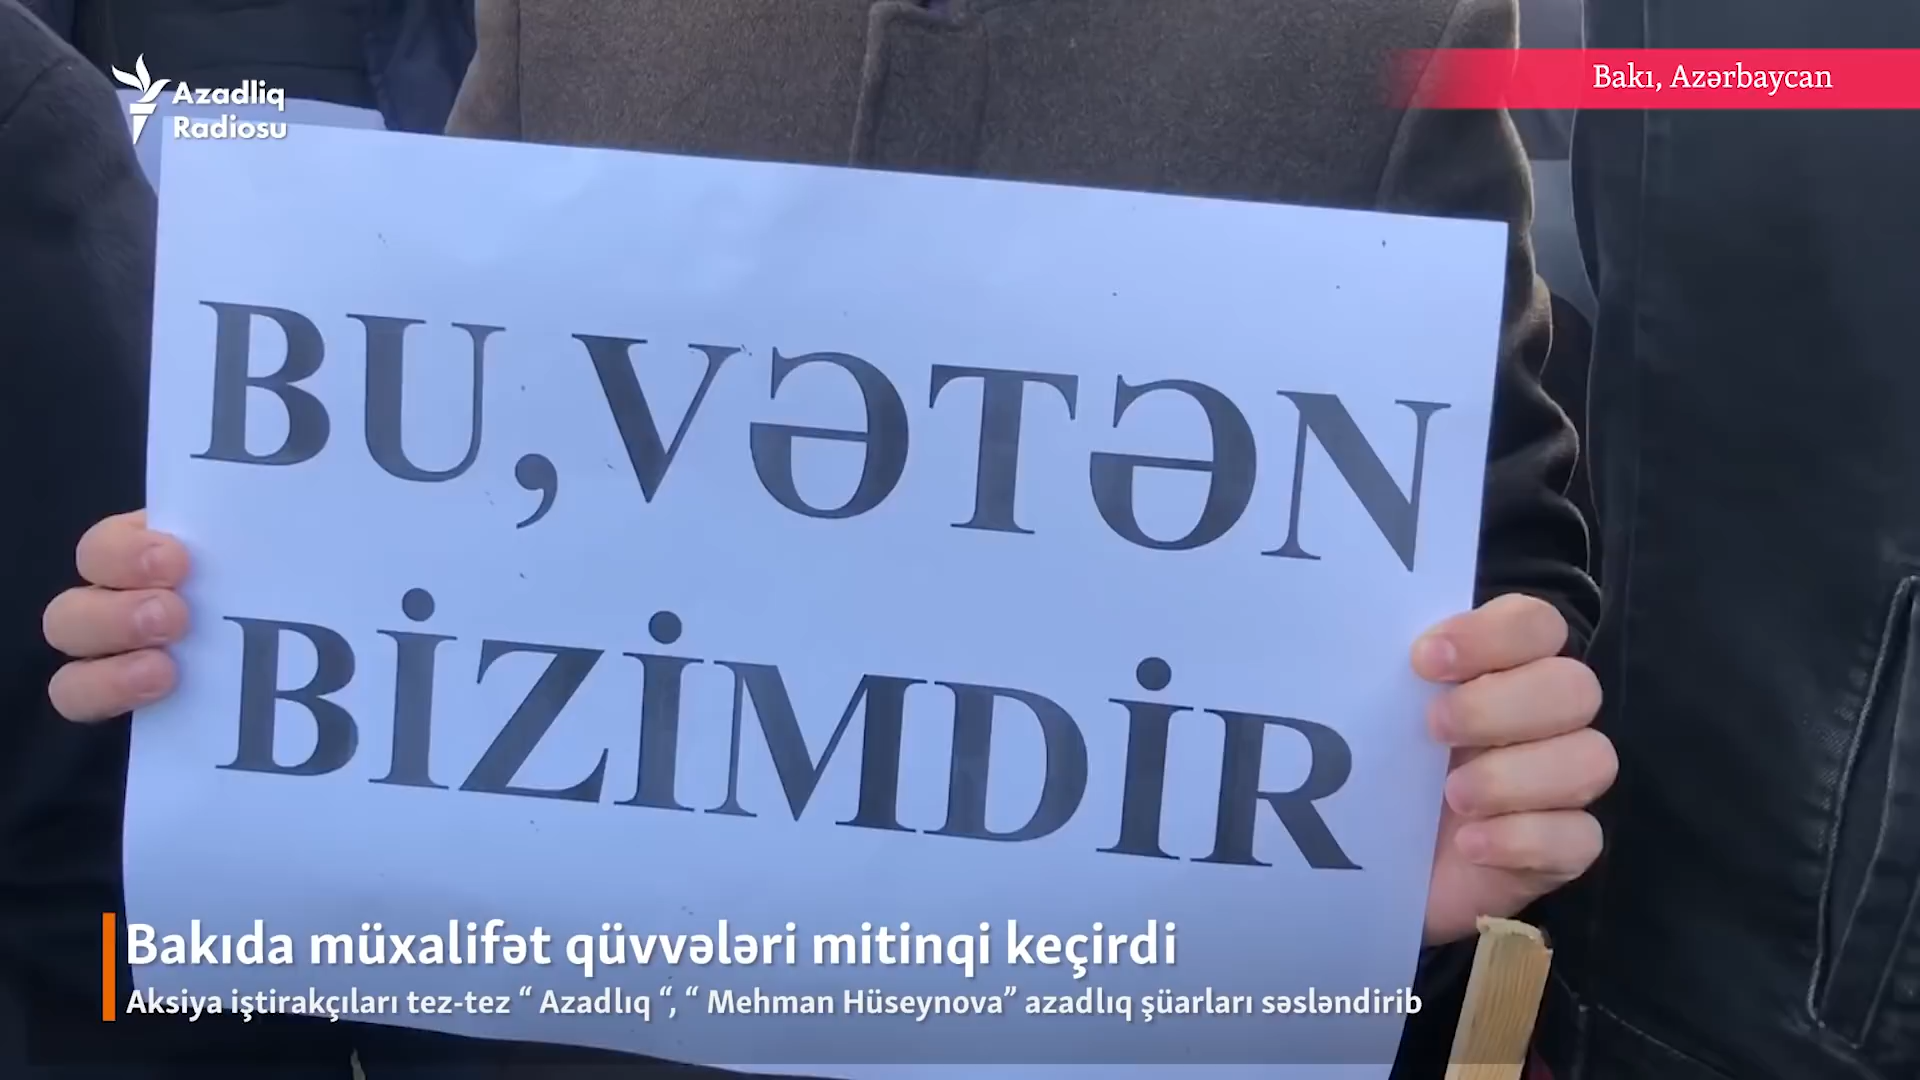 Azadliq
Radiosu
Bakı, Azərbaycan
BU,VƏTƏN
BİZİMDİR
Bakıda müxalifət qüvvələri mitinqi keçirdi
Aksiya iştirakçıları tez-tez “ Azadlıq “, “ Mehman Hüseynova” azadlıq şüarları səsləndirib